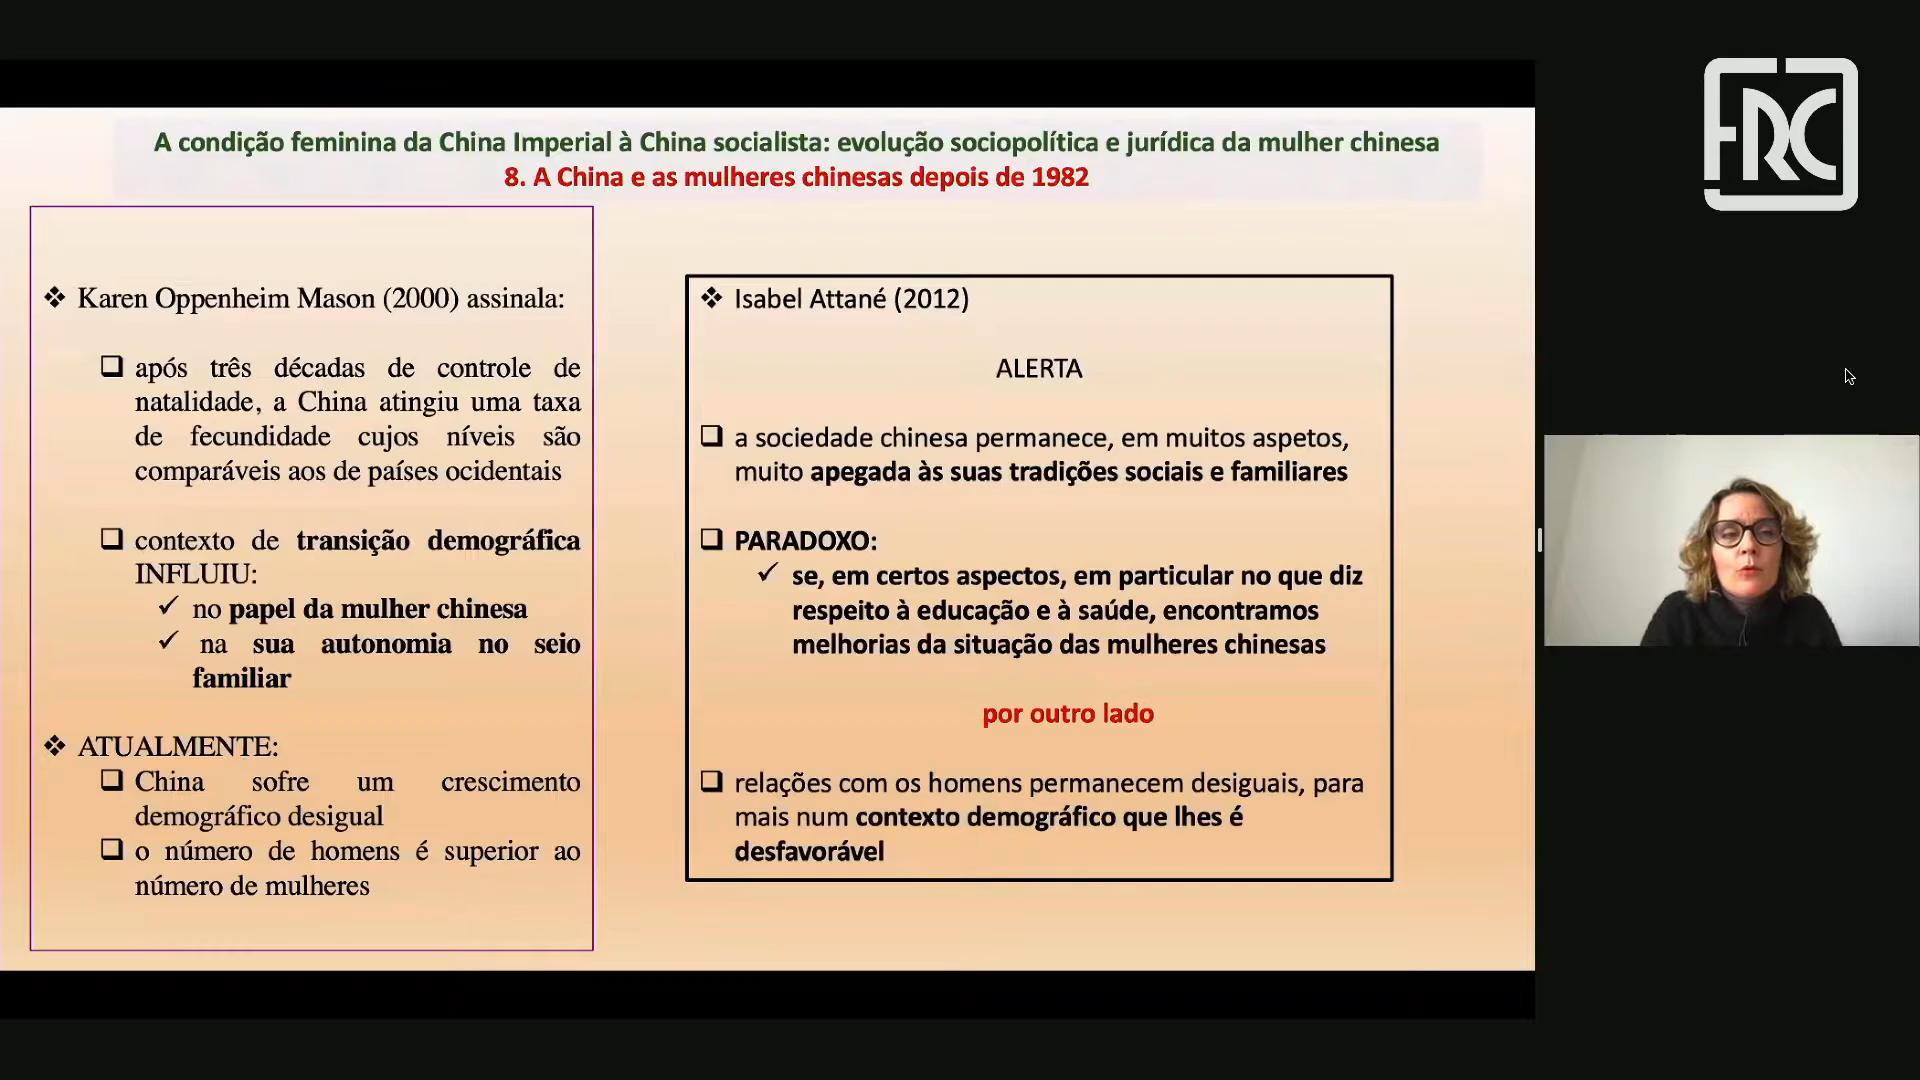 A condição feminina da China Imperial à China socialista: evolução sociopolítica e jurídica da mulher chinesa
8. A China e as mulheres chinesas depois de 1982
❖ Karen Oppenheim Mason (2000) assinala:
❑ após três décadas de controle de
natalidade, a China atingiu uma taxa
de fecundidade cujos níveis são
comparáveis aos de países ocidentais
❑ contexto de transição demográfica
INFLUIU:
✓ no papel da mulher chinesa
✓ na sua autonomia no seio
familiar
❖ ATUALMENTE:
❑ China sofre um crescimento
demográfico desigual
❑ o número de homens é superior ao
número de mulheres
❖ Isabel Attané (2012)
ALERTA
❑ a sociedade chinesa permanece, em muitos aspetos,
muito apegada às suas tradições sociais e familiares
❑ PARADOXO:
✓ se, em certos aspectos, em particular no que diz
respeito à educação e à saúde, encontramos
melhorias da situação das mulheres chinesas
por outro lado
❑ relações com os homens permanecem desiguais, para
mais num contexto demográfico que lhes é
desfavorável
FRC